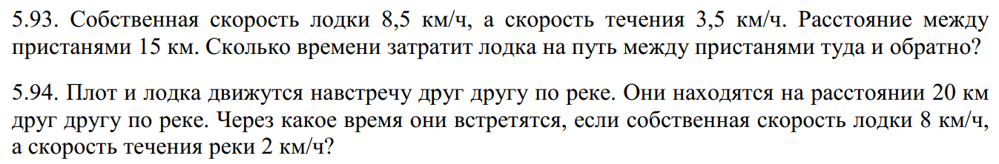 5.93. Собственная скорость лодки 8,5 км/ч, а скорость течения 3,5 км/ч. Расстояние между
пристанями 15 км. Сколько времени затратит лодка на путь между пристанями туда и обратно?
5.94. Плот и лодка движутся навстречу друг другу по реке. Они находятся на расстоянии 20 км
друг другу по реке. Через какое время они встретятся, если собственная скорость лодки 8 км/ч,
а скорость течения реки 2 км/ч?